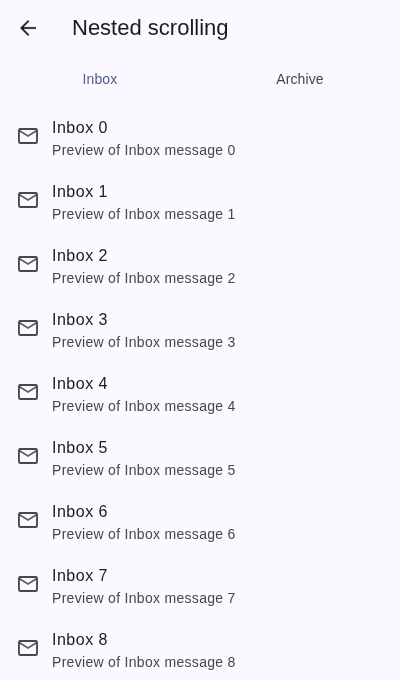 Nested scrolling
Inbox
Archive
Inbox 0
Preview of Inbox message 0
Inbox 1
Preview of Inbox message 1
Inbox 2
Preview of Inbox message 2
Inbox 3
Preview of Inbox message 3
Inbox 4
Preview of Inbox message 4
Inbox 5
Preview of Inbox message 5
Inbox 6
Preview of Inbox message 6
Inbox 7
Preview of Inbox message 7
Inbox 8
Preview of Inbox message 8